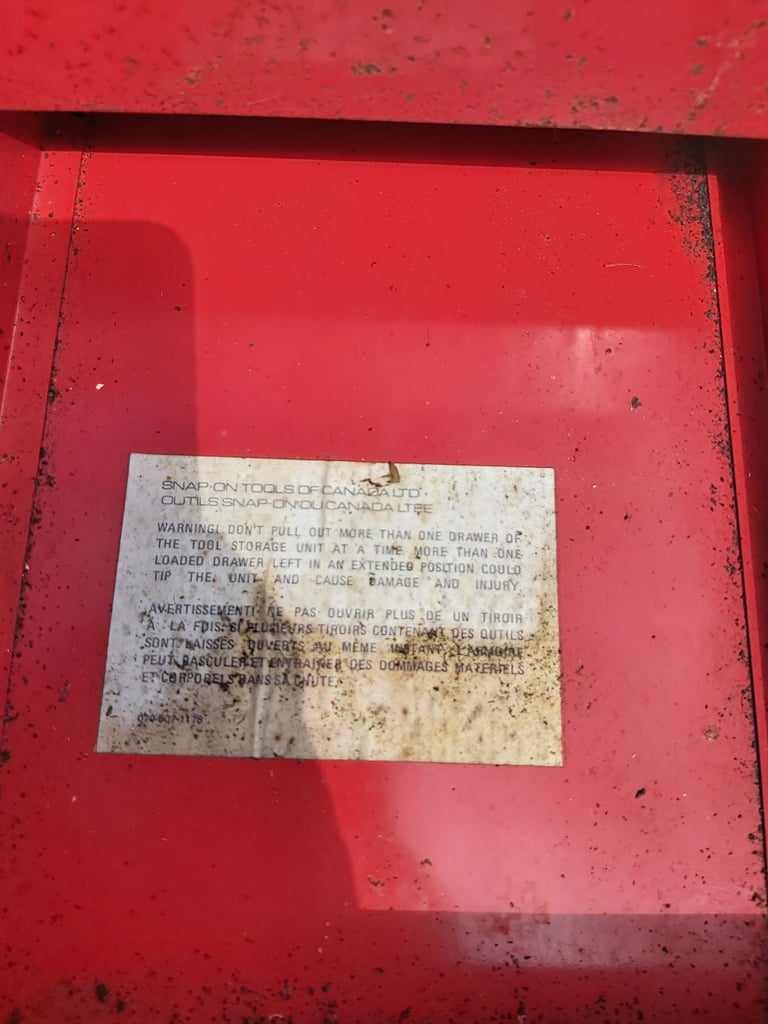 SNAP-ON TOOLS OF CANADA LTD.
OUTILS SNAP-ON DU CANADA LTEE
WARNING! DON'T PULL OUT MORE THAN ONE DRAWER OF
THE TOOL STORAGE UNIT AT A TIME. MORE THAN ONE
LOADED DRAWER LEFT IN AN EXTENDED POSITION COULD
TIP THE UNIT AND CAUSE DAMAGE AND INJURY.
AVERTISSEMENT! NE PAS OUVRIR PLUS DE UN TIROIR
À LA FOIS. SI PLUSIEURS TIROIRS CONTENANT DES OUTILS
SONT LAISSÉS OUVERTS AU MÊME INSTANT, L'ARMOIRE
PEUT BASCULER ET ENTRAINER DES DOMMAGES MATERIELS
ET CORPORELS DANS SA CHUTE.